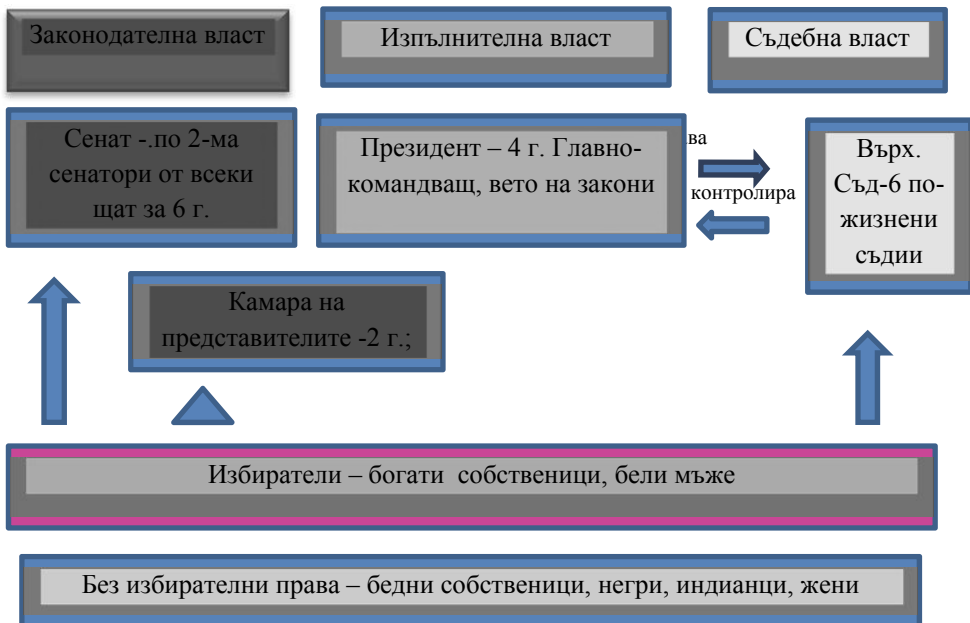 Законодателна власт
Изпълнителна власт
Съдебна власт
Сенат -.по 2-ма
сенатори от всеки
щат за 6 г.
Президент – 4 г. Главно-
командващ, вето на закони
контролира
Върх.
Съд-6 по-
жизнени
съдии
Камара на
представителите -2 г.;
Избиратели – богати собственици, бели мъже
Без избирателни права – бедни собственици, негри, индианци, жени